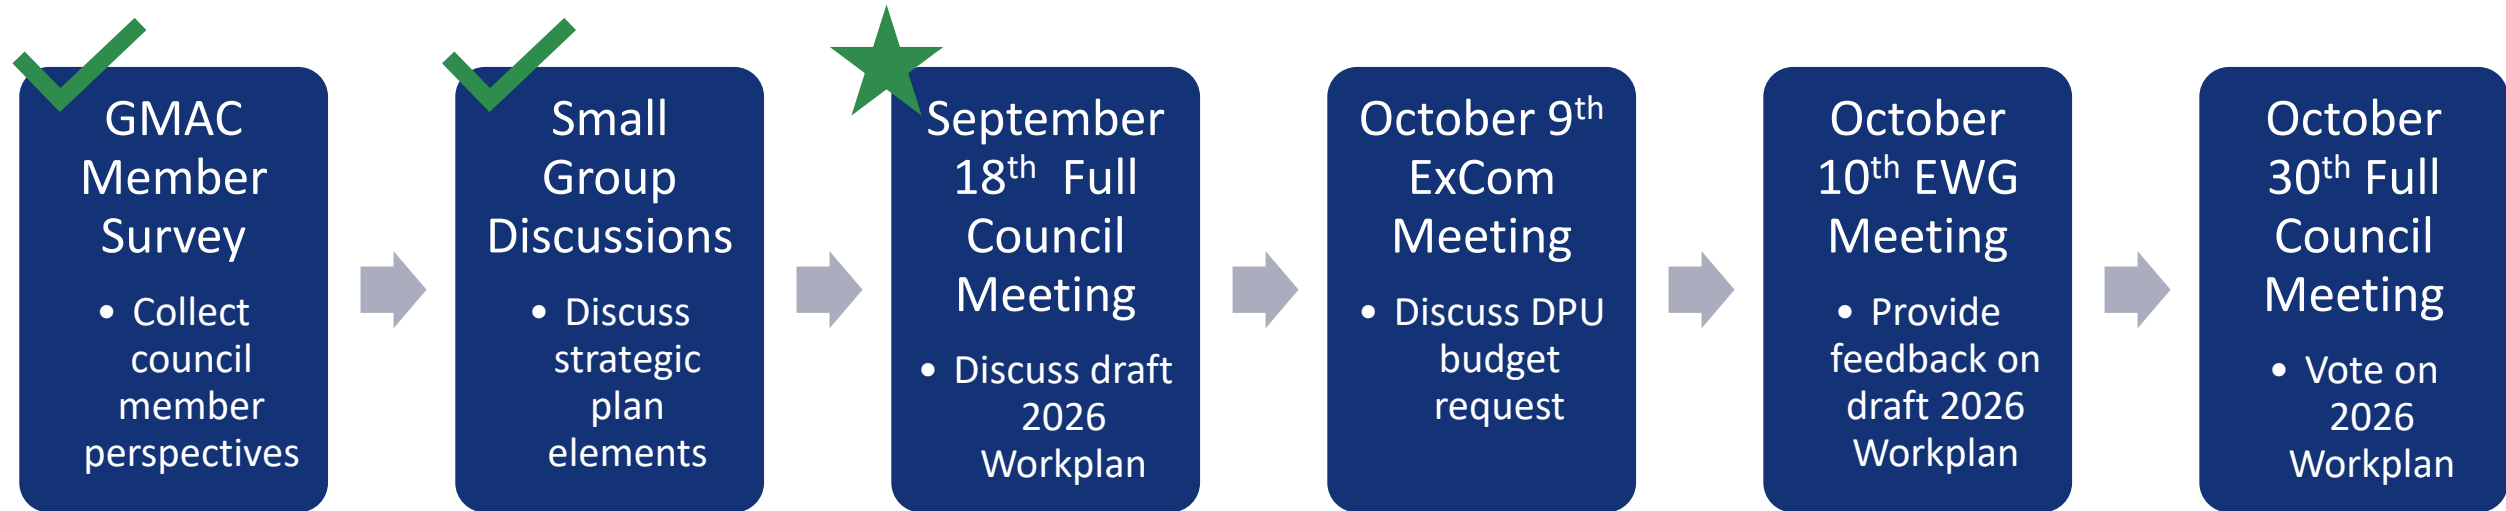 GMAC
Member
Survey
• Collect
council
member
perspectives
Small
Group
Discussions
• Discuss
strategic
plan
elements
September
18th Full
Council
Meeting
• Discuss draft
2026
Workplan
October 9th
ExCom
Meeting
• Discuss DPU
budget
request
October
10th EWG
Meeting
• Provide
feedback on
draft 2026
Workplan
October
30th Full
Council
Meeting
• Vote on
2026
Workplan